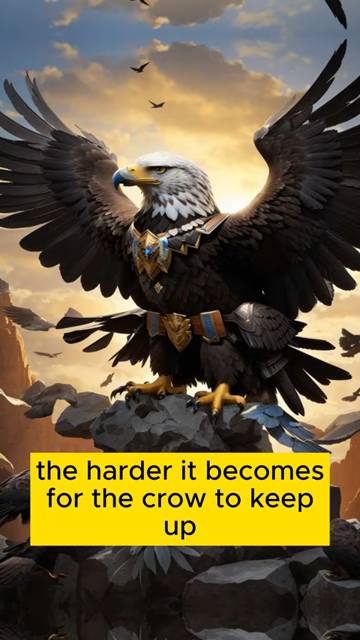 the harder it becomes
for the crow to keep
up